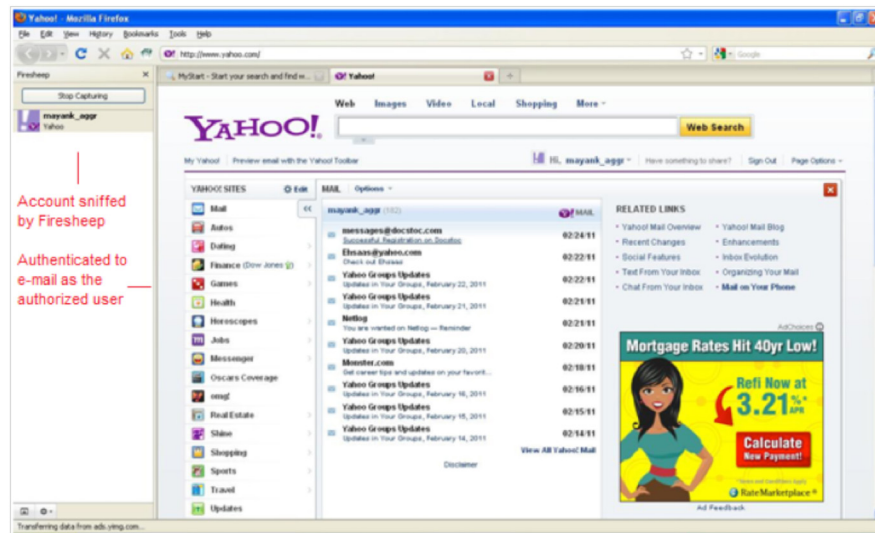 Yahoo! - Mozilla Firefox
File Edit View History Bookmarks Tools Help
http://www.yahoo.com/
Google
Firesheep
MyStart - Start your search and find w...
Yahoo!
Stop Capturing
mayank_aggr
Yahoo
Account sniffed
by Firesheep
Authenticated to
e-mail as the
authorized user
Web Images Video Local Shopping More
YAHOO!
Web Search
My Yahoo! Preview email with the Yahoo! Toolbar
Hi, mayank_aggr Have something to share? Sign Out Page Options
YAHOO! SITES Edit
Mail
Autos
Dating
Finance (Dow Jones)
Games
Health
Horoscopes
Jobs
Messenger
Oscars Coverage
omg!
Real Estate
Shine
Shopping
Sports
Travel
Updates
MAIL Options
mayank_aggr (102)
Y! MAIL
messages@docstoc.com 02/24/11
Successful Registration on Docstoc
Ehsaas@yahoo.com 02/22/11
Check out Ehsaas
Yahoo Groups Updates 02/22/11
Updates in Your Groups, February 22, 2011
Yahoo Groups Updates 02/21/11
Updates in Your Groups, February 21, 2011
Netlog 02/21/11
You are wanted on Netlog — Reminder
Yahoo Groups Updates 02/20/11
Updates in Your Groups, February 20, 2011
Monster.com 02/18/11
Get career tips and updates on your favorit...
Yahoo Groups Updates 02/16/11
Updates in Your Groups, February 16, 2011
Yahoo Groups Updates 02/15/11
Updates in Your Groups, February 15, 2011
Yahoo Groups Updates 02/14/11
Updates in Your Groups, February 14, 2011
View All Yahoo! Mail
Disclaimer
RELATED LINKS
Yahoo! Mail Overview
Recent Changes
Social Features
Text From Your Inbox
Chat From Your Inbox
Yahoo! Mail Blog
Enhancements
Inbox Evolution
Organizing Your Mail
Mail on Your Phone
AdChoices
Mortgage Rates Hit 40yr Low!
Refi Now at
3.21%*
APR
Calculate
New Payment!
*Terms and Conditions Apply
RateMarketplace
Ad Feedback
Transferring data from ads.yimg.com...